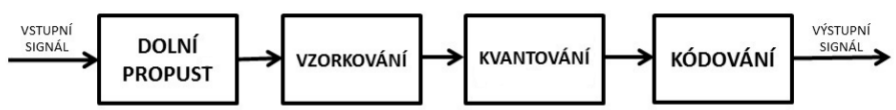 VSTUPNÍ
SIGNÁL
DOLNÍ
PROPUST
VZORKOVÁNÍ
KVANTOVÁNÍ
KÓDOVÁNÍ
VÝSTUPNÍ
SIGNÁL